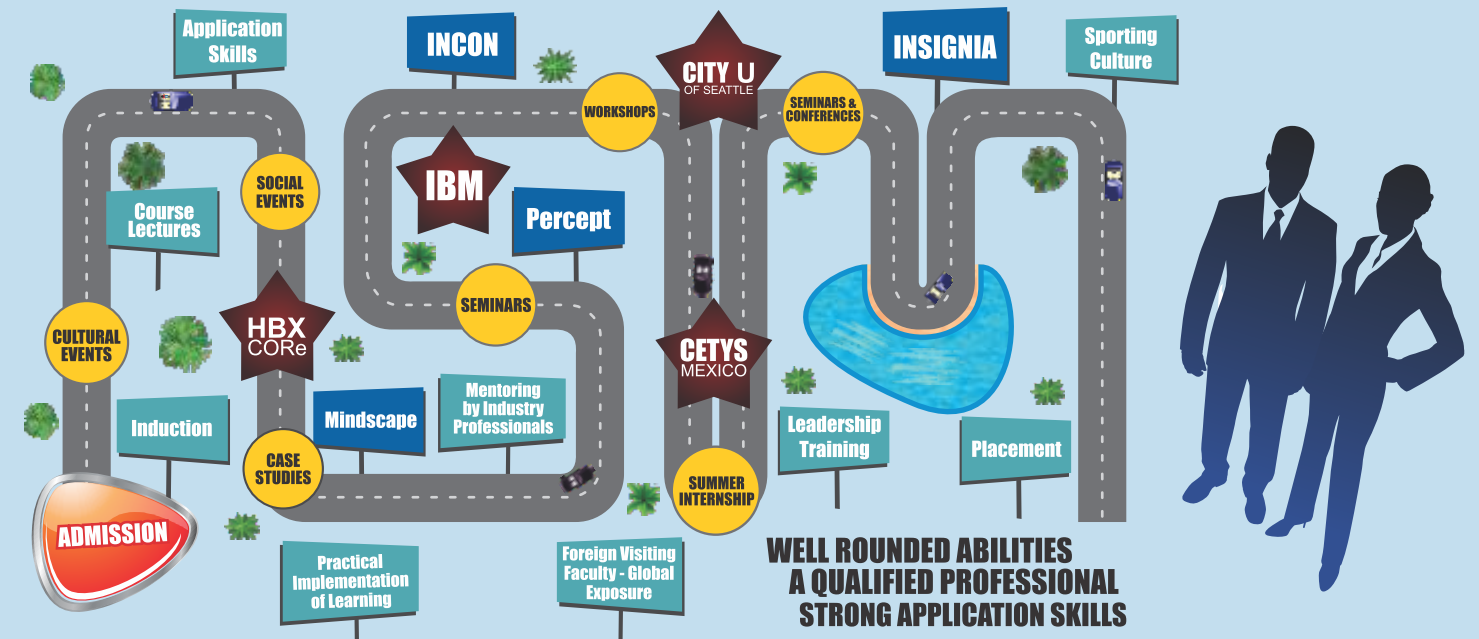 Application
Skills
INCON
CITY U
OF SEATTLE
INSIGNIA
Sporting
Culture
WORKSHOPS
SEMINARS &
CONFERENCES
SOCIAL
EVENTS
IBM
Course
Lectures
Percept
SEMINARS
HBX
CORe
CULTURAL
EVENTS
CETYS
MEXICO
Induction
Mindscape
Mentoring
by Industry
Professionals
Leadership
Training
Placement
CASE
STUDIES
SUMMER
INTERNSHIP
ADMISSION
Practical
Implementation
of Learning
Foreign Visiting
Faculty - Global
Exposure
WELL ROUNDED ABILITIES
A QUALIFIED PROFESSIONAL
STRONG APPLICATION SKILLS